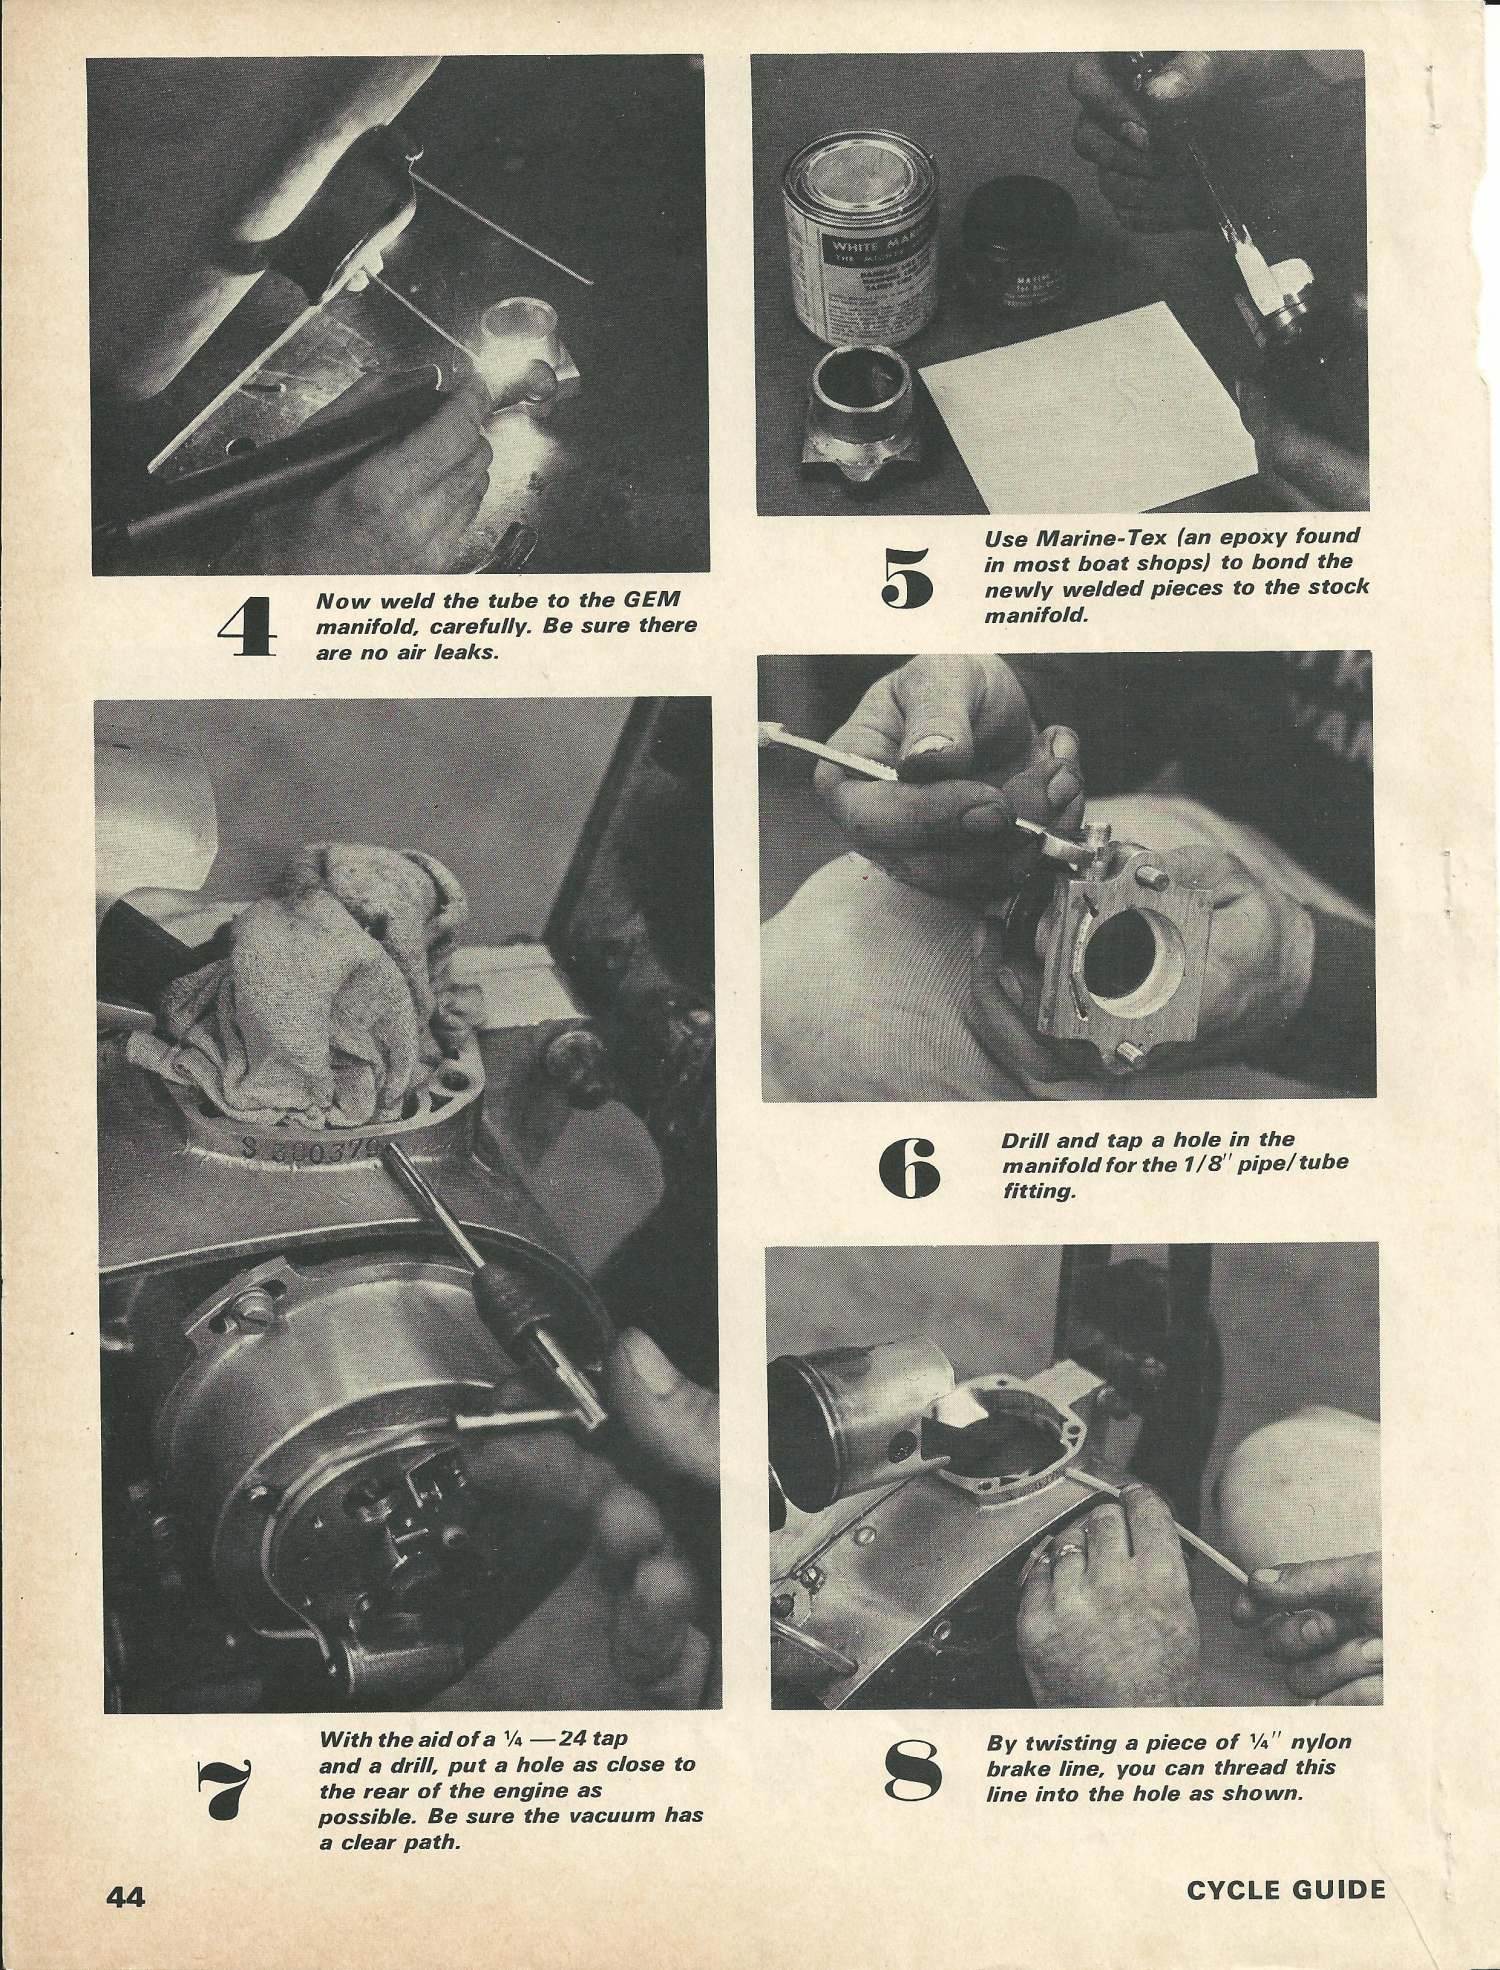 WHITE MAR
THE
4
Now weld the tube to the GEM
manifold, carefully. Be sure there
are no air leaks.
5
Use Marine-Tex (an epoxy found
in most boat shops) to bond the
newly welded pieces to the stock
manifold.
6
Drill and tap a hole in the
manifold for the 1/8" pipe/tube
fitting.
S 300370
7
With the aid of a ¼ — 24 tap
and a drill, put a hole as close to
the rear of the engine as
possible. Be sure the vacuum has
a clear path.
8
By twisting a piece of ¼" nylon
brake line, you can thread this
line into the hole as shown.
44
CYCLE GUIDE